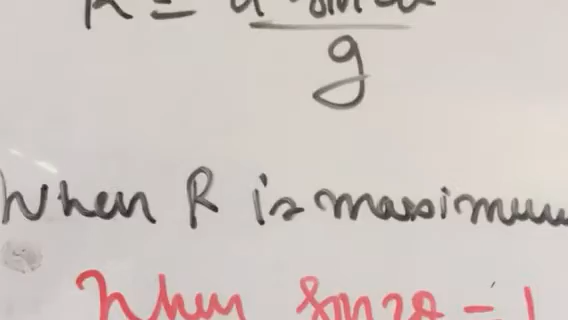 R =
g
When R is maximum
When sin2θ = 1